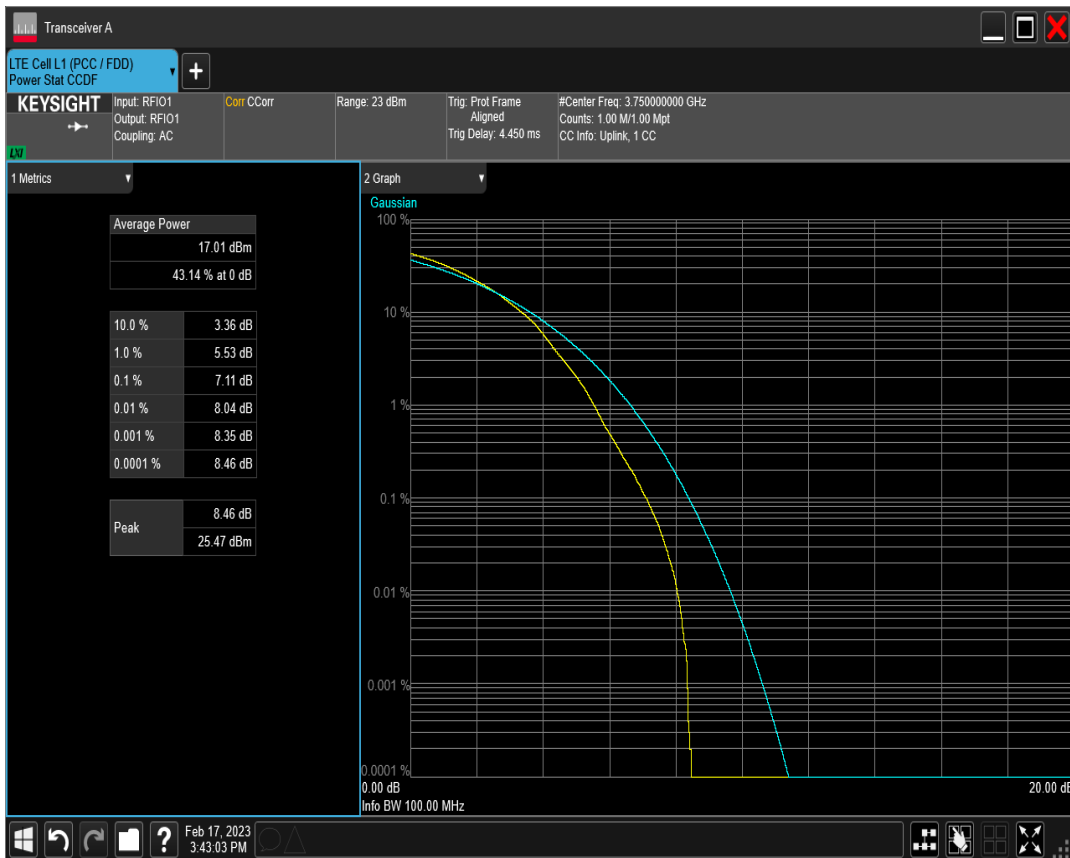 Transceiver A
LTE Cell L1 (PCC / FDD)
Power Stat CCDF
+
KEYSIGHT
LXI
Input: RFIO1
Output: RFIO1
Coupling: AC
Corr CCorr
Range: 23 dBm
Trig: Prot Frame
Aligned
Trig Delay: 4.450 ms
#Center Freq: 3.750000000 GHz
Counts: 1.00 M/1.00 Mpt
CC Info: Uplink, 1 CC
1 Metrics
Average Power
17.01 dBm
43.14 % at 0 dB
10.0 % 3.36 dB
1.0 % 5.53 dB
0.1 % 7.11 dB
0.01 % 8.04 dB
0.001 % 8.35 dB
0.0001 % 8.46 dB
Peak
8.46 dB
25.47 dBm
2 Graph
Gaussian
100 %
10 %
1 %
0.1 %
0.01 %
0.001 %
0.0001 %
0.00 dB 20.00 dB
Info BW 100.00 MHz
?
Feb 17, 2023
3:43:03 PM